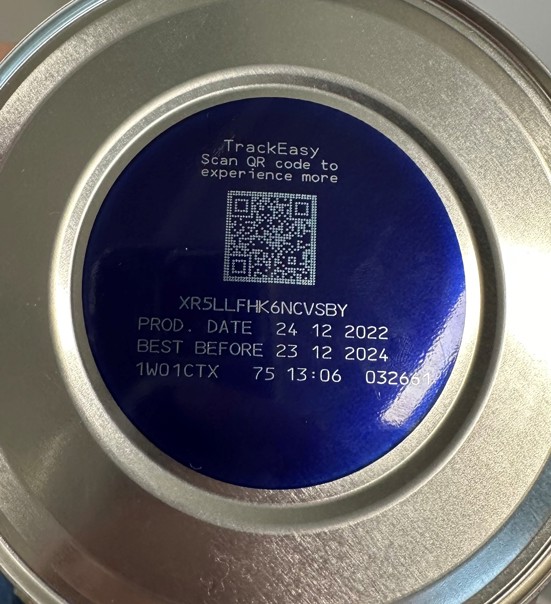 TrackEasy
Scan QR code to
experience more
XR5LLFHK6NCVSBY
PROD. DATE 24 12 2022
BEST BEFORE 23 12 2024
1W01CTX 75 13:06